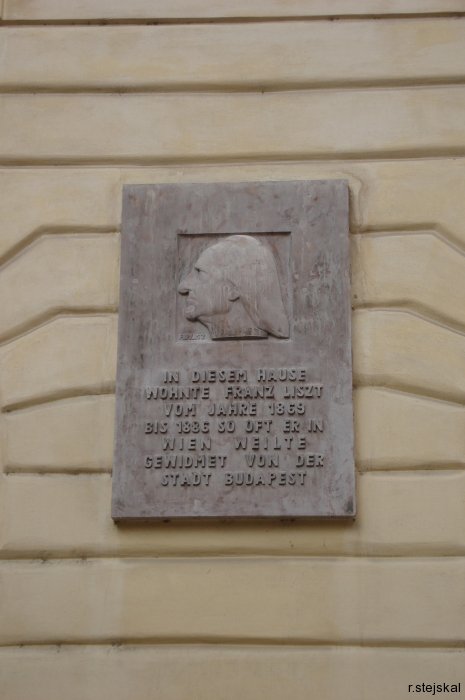 IN DIESEM HAUSE
WOHNTE FRANZ LISZT
VOM JAHRE 1869
BIS 1886 SO OFT ER IN
WIEN WEILTE
GEWIDMET VON DER
STADT BUDAPEST
r.stejskal